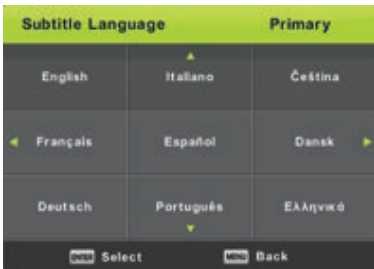 Subtitle Language Primary
English Italiano Čeština
Français Español Dansk
Deutsch Português Ελληνικά
ENTER Select MENU Back